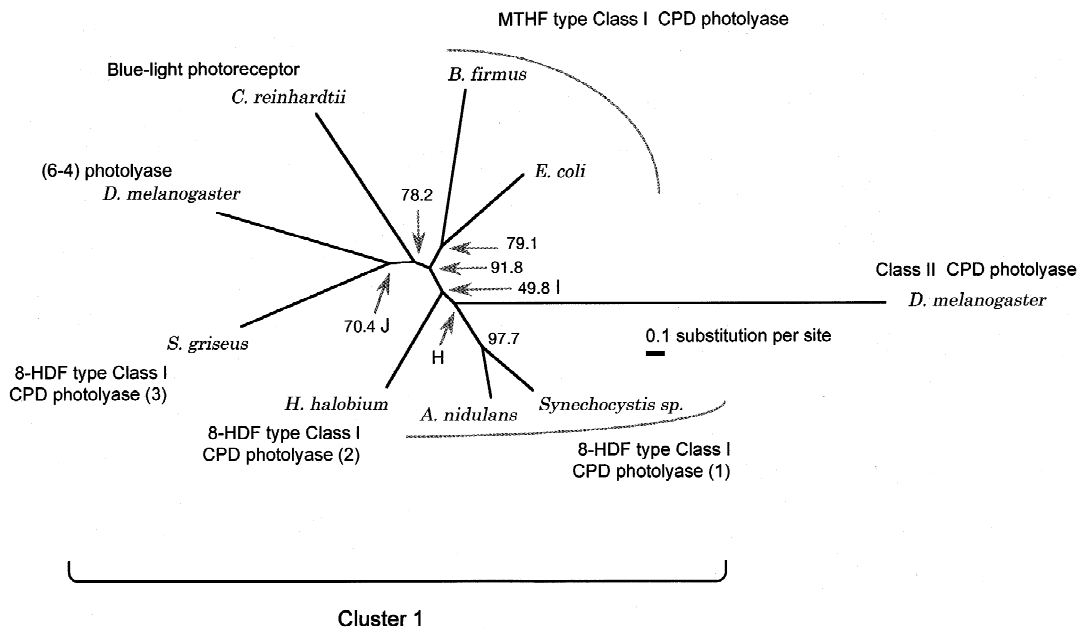 MTHF type Class I CPD photolyase
Blue-light photoreceptor
B. firmus
C. reinhardtii
(6-4) photolyase
E. coli
D. melanogaster
78.2
79.1
91.8
Class II CPD photolyase
49.8 I
D. melanogaster
70.4 J
S. griseus
97.7
0.1 substitution per site
H
8-HDF type Class I
CPD photolyase (3)
H. halobium
A. nidulans
Synechocystis sp.
8-HDF type Class I
CPD photolyase (2)
8-HDF type Class I
CPD photolyase (1)
Cluster 1